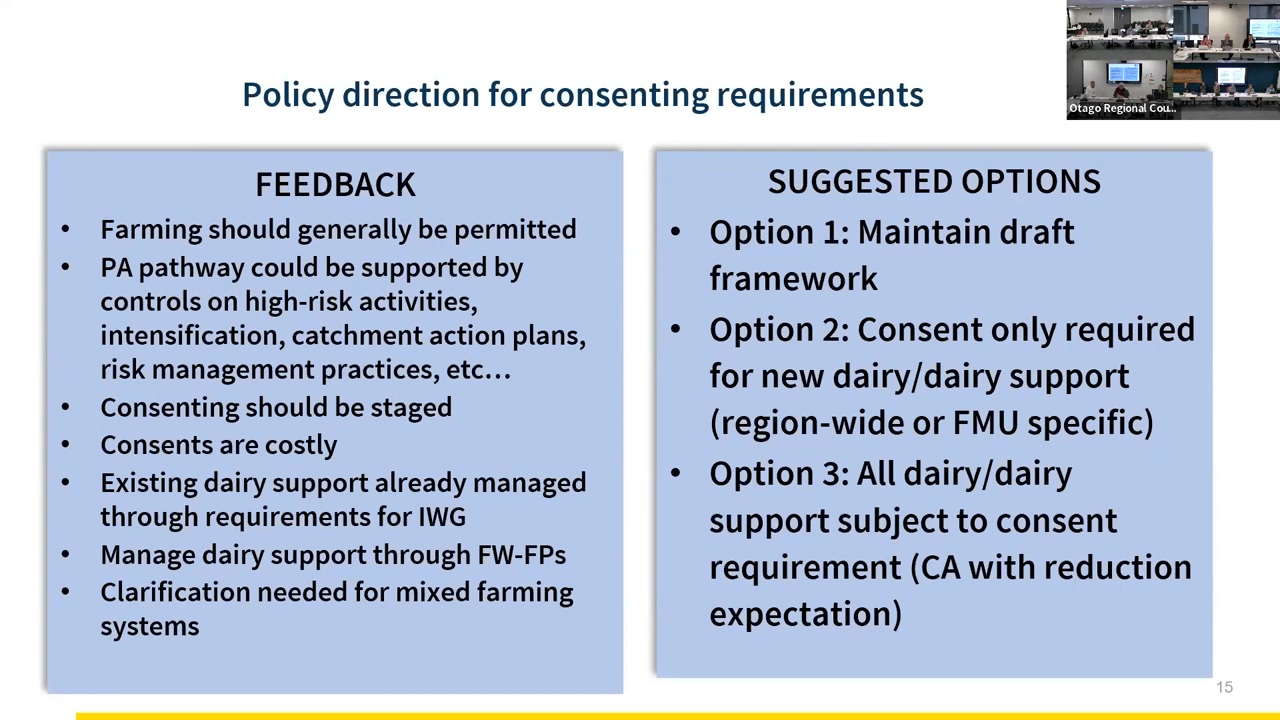 Policy direction for consenting requirements
Otago Regional Cou...
FEEDBACK
• Farming should generally be permitted
• PA pathway could be supported by
controls on high-risk activities,
intensification, catchment action plans,
risk management practices, etc...
• Consenting should be staged
• Consents are costly
• Existing dairy support already managed
through requirements for IWG
• Manage dairy support through FW-FPs
• Clarification needed for mixed farming
systems
SUGGESTED OPTIONS
• Option 1: Maintain draft
framework
• Option 2: Consent only required
for new dairy/dairy support
(region-wide or FMU specific)
• Option 3: All dairy/dairy
support subject to consent
requirement (CA with reduction
expectation)
15